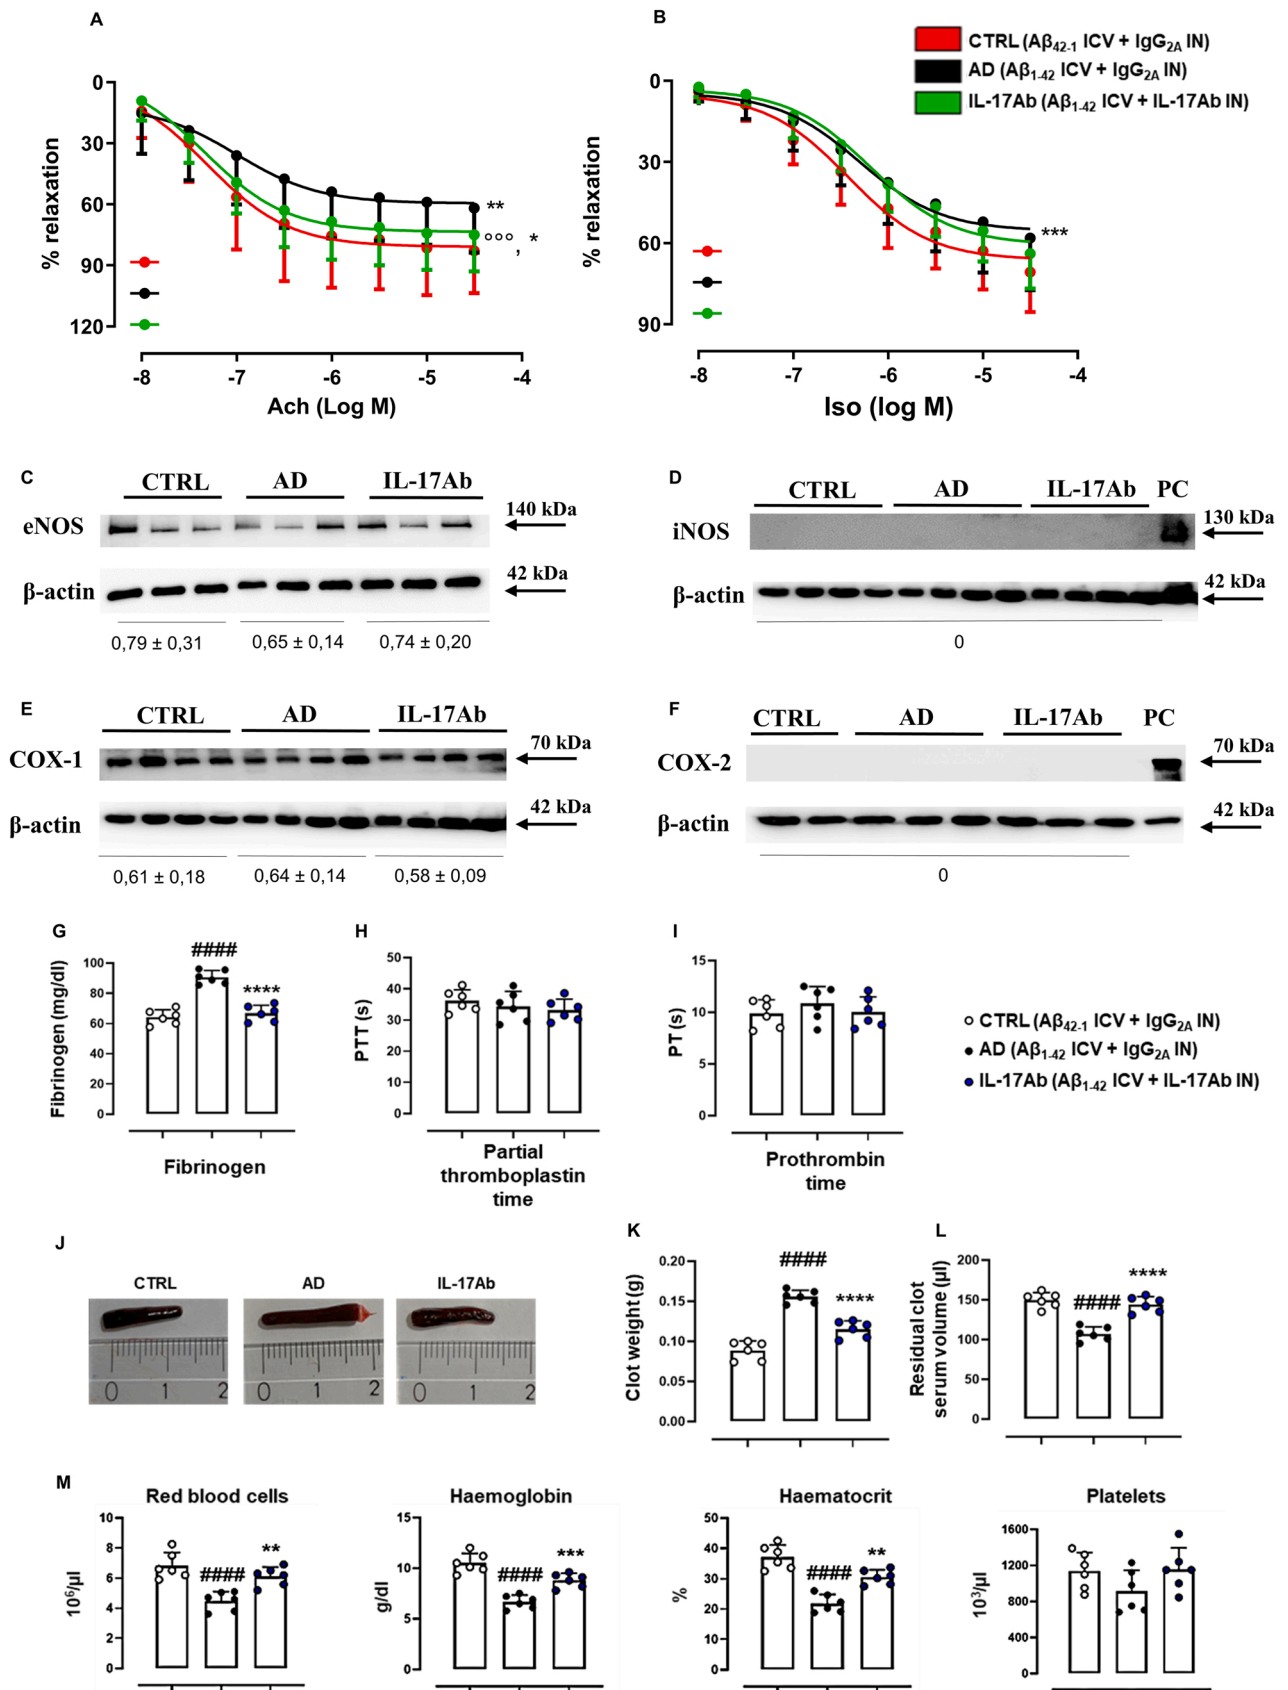 A
B
CTRL (Aβ42-1 ICV + IgG2A IN)
AD (Aβ1-42 ICV + IgG2A IN)
IL-17Ab (Aβ1-42 ICV + IL-17Ab IN)
0
30
60
90
120
% relaxation
**
°°°, *
-8
-7
-6
-5
-4
Ach (Log M)
0
30
60
90
% relaxation
***
-8
-7
-6
-5
-4
Iso (log M)
C
CTRL
AD
IL-17Ab
eNOS
140 kDa
β-actin
42 kDa
0,79 ± 0,31
0,65 ± 0,14
0,74 ± 0,20
D
CTRL
AD
IL-17Ab
PC
iNOS
130 kDa
β-actin
42 kDa
0
E
CTRL
AD
IL-17Ab
COX-1
70 kDa
β-actin
42 kDa
0,61 ± 0,18
0,64 ± 0,14
0,58 ± 0,09
F
CTRL
AD
IL-17Ab
PC
COX-2
70 kDa
β-actin
42 kDa
0
G
####
****
100
80
60
40
20
0
Fibrinogen (mg/dl)
Fibrinogen
H
50
40
30
20
10
0
PTT (s)
Partial
thromboplastin
time
I
15
10
5
0
PT (s)
Prothrombin
time
CTRL (Aβ42-1 ICV + IgG2A IN)
AD (Aβ1-42 ICV + IgG2A IN)
IL-17Ab (Aβ1-42 ICV + IL-17Ab IN)
J
CTRL
AD
IL-17Ab
0 1 2
0 1 2
0 1 2
K
####
****
0.20
0.15
0.10
0.05
0.00
Clot weight (g)
L
####
****
200
150
100
50
0
Residual clot
serum volume (µl)
M
Red blood cells
10
8
6
4
2
0
10⁶/µl
####
**
Haemoglobin
15
10
5
0
g/dl
####
***
Haematocrit
50
40
30
20
10
0
%
####
**
Platelets
1600
1200
800
400
0
10³/µl